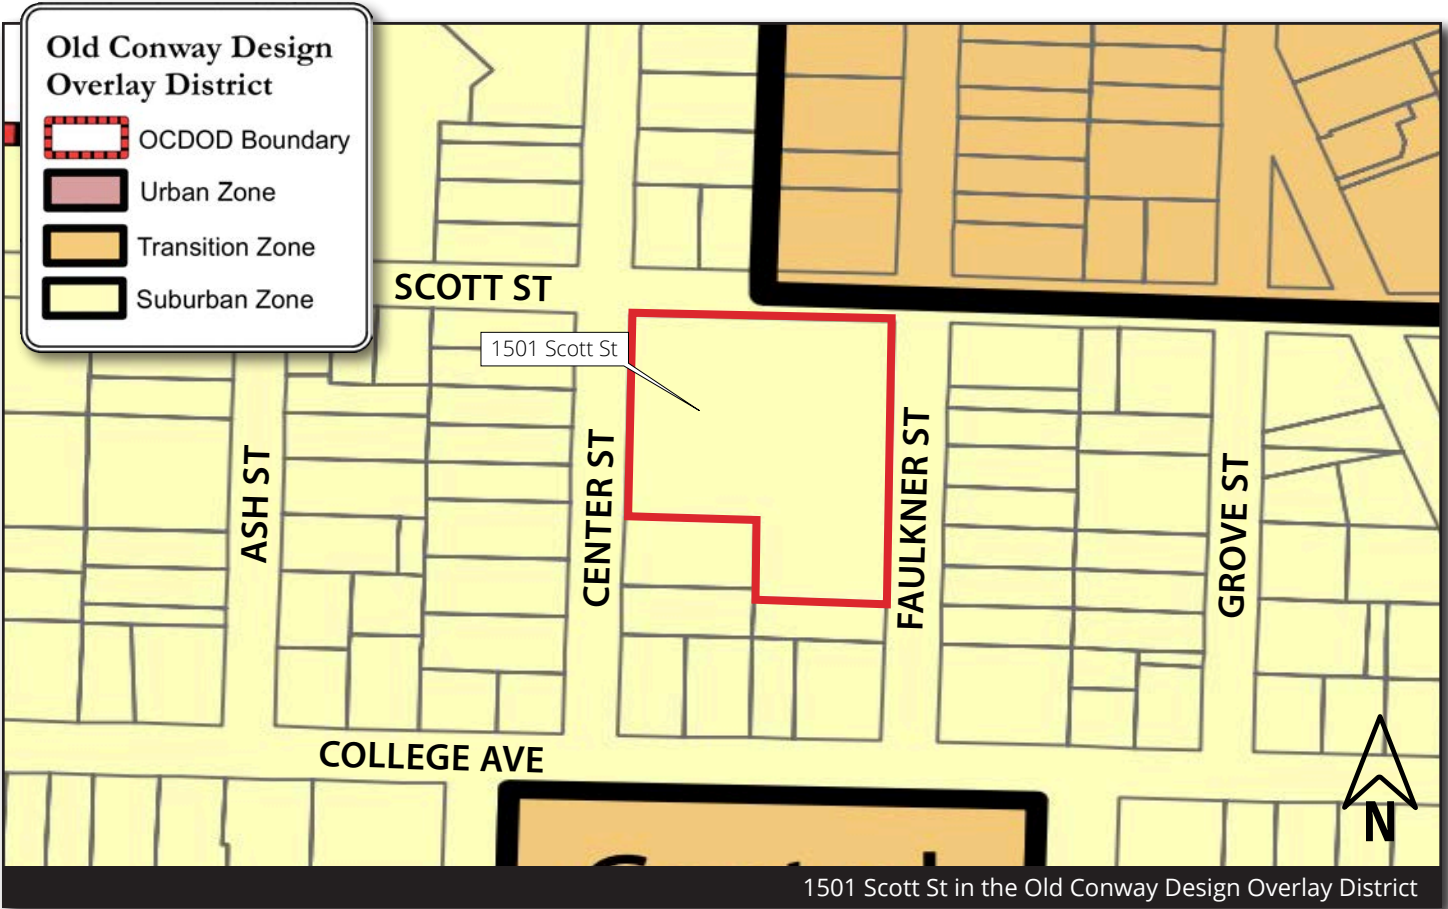 Old Conway Design
Overlay District
OCDOD Boundary
Urban Zone
Transition Zone
Suburban Zone
SCOTT ST
1501 Scott St
ASH ST
CENTER ST
FAULKNER ST
GROVE ST
COLLEGE AVE
N
1501 Scott St in the Old Conway Design Overlay District